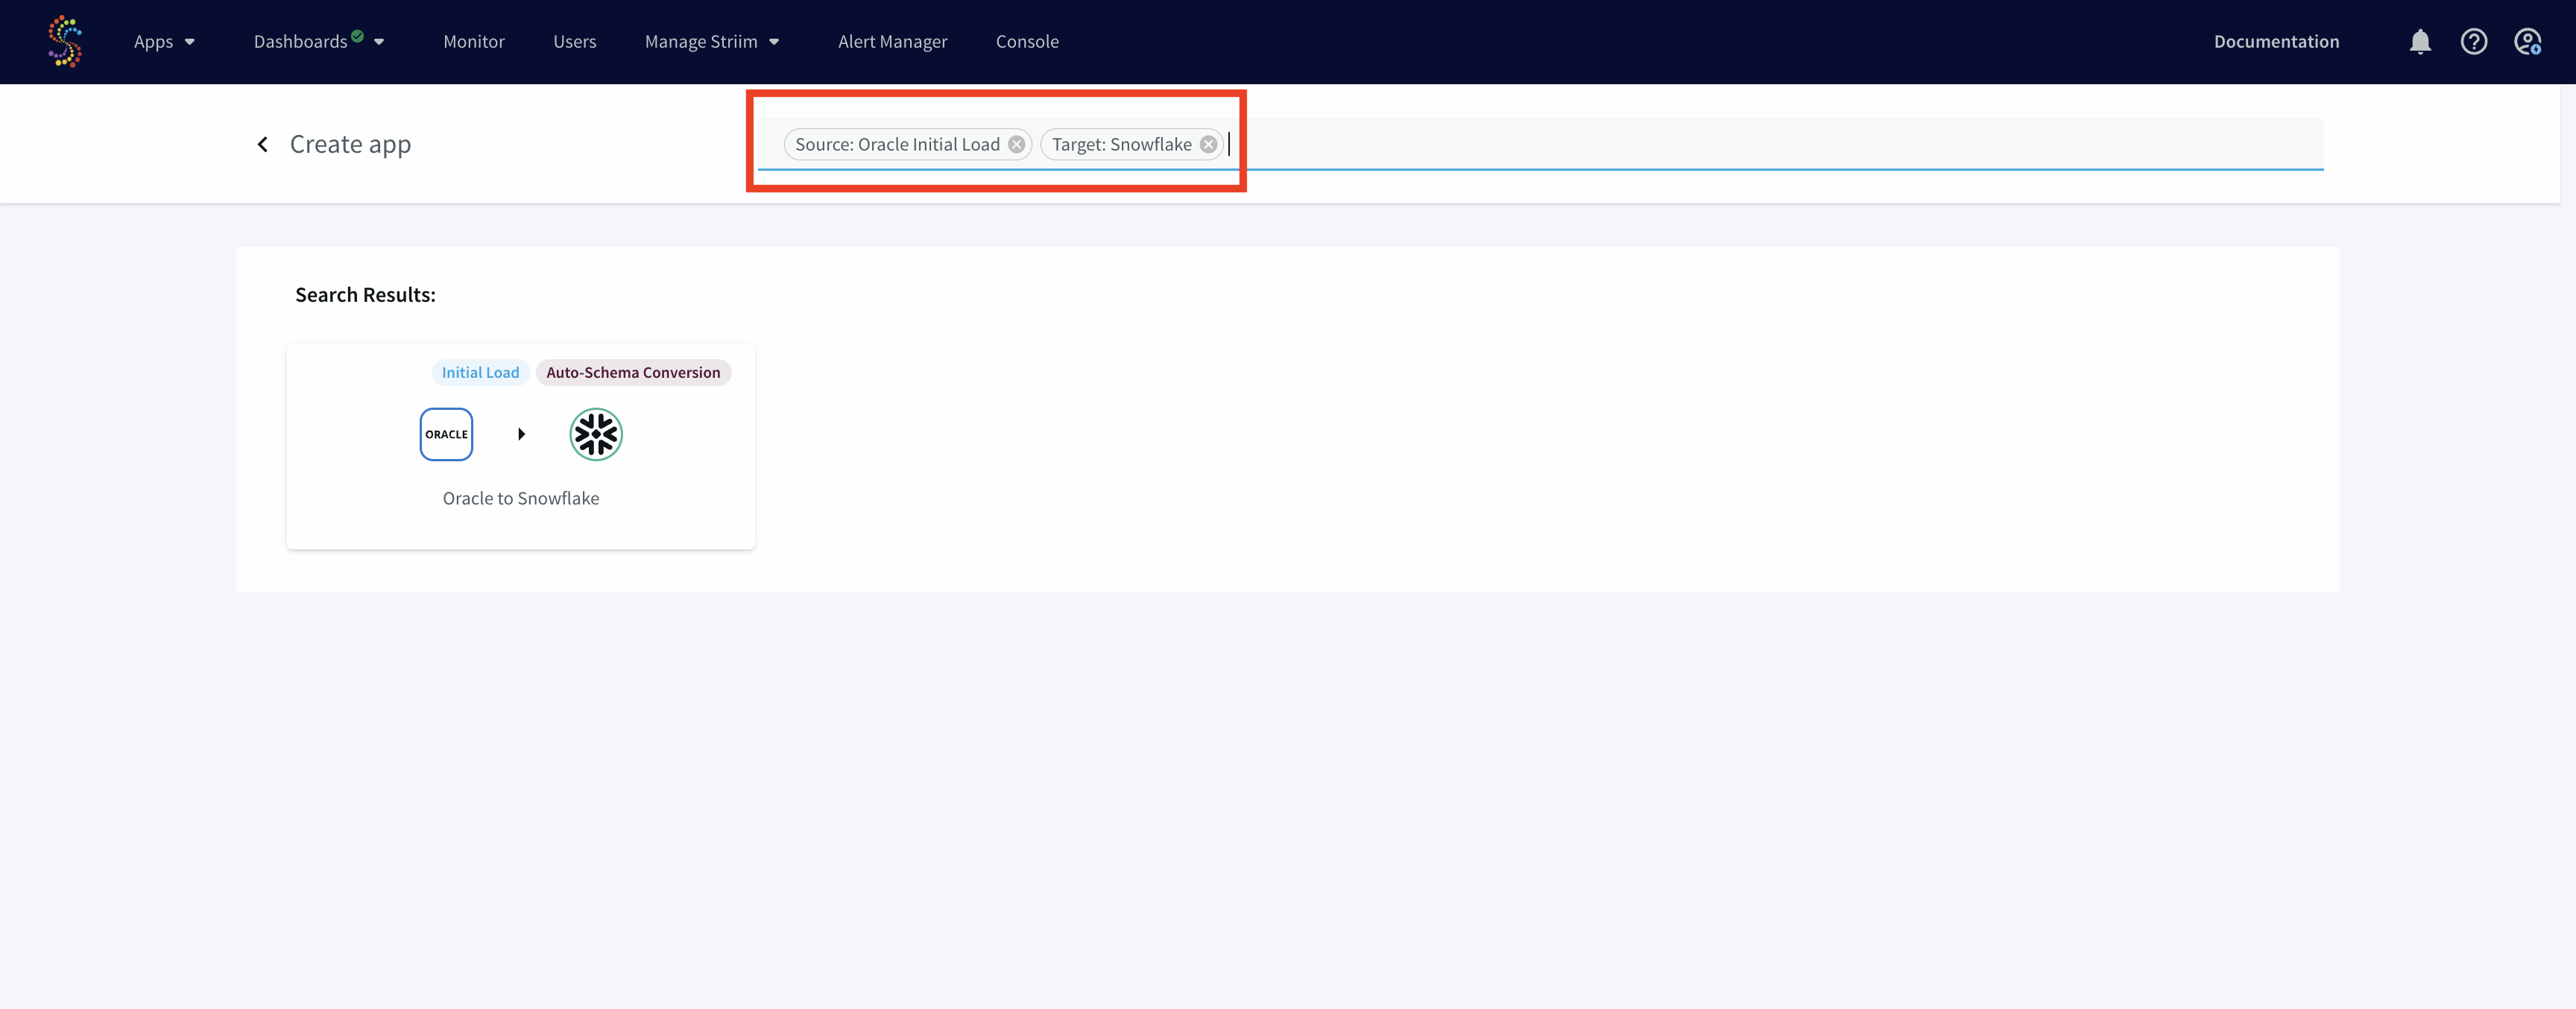 Apps Dashboards Monitor Users Manage Striim Alert Manager Console Documentation
Create app Source: Oracle Initial Load Target: Snowflake
Search Results:
Initial Load Auto-Schema Conversion
ORACLE
Oracle to Snowflake